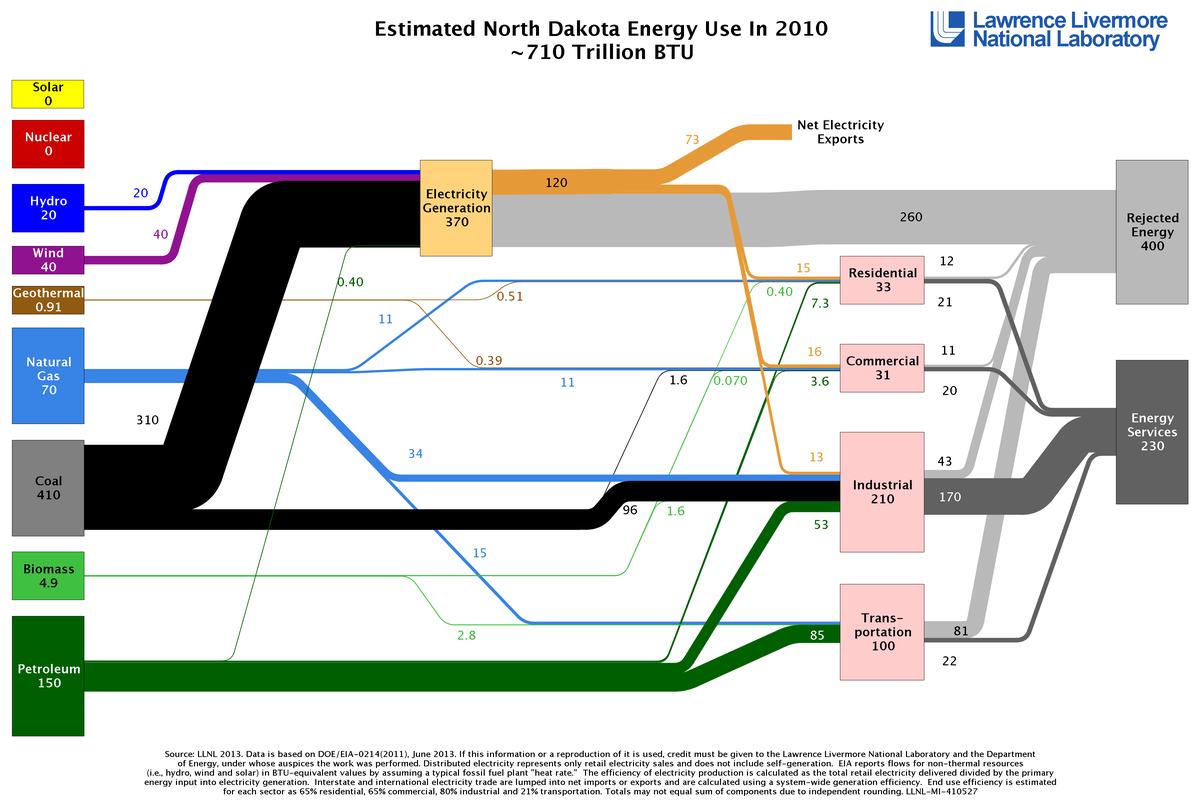 Estimated North Dakota Energy Use In 2010
~710 Trillion BTU
Lawrence Livermore
National Laboratory
Solar
0
Nuclear
0
Hydro
20
Wind
40
Geothermal
0.91
Natural
Gas
70
Coal
410
Biomass
4.9
Petroleum
150
20
40
310
0.40
11
0.51
0.39
11
34
15
2.8
Electricity
Generation
370
120
73
Net Electricity
Exports
260
15
0.40
7.3
16
1.6
0.070
3.6
13
96
1.6
53
85
Residential
33
Commercial
31
Industrial
210
Trans-
portation
100
12
21
11
20
43
170
81
22
Rejected
Energy
400
Energy
Services
230
Source: LLNL 2013. Data is based on DOE/EIA-0214(2011), June 2013. If this information or a reproduction of it is used, credit must be given to the Lawrence Livermore National Laboratory and the Department
of Energy, under whose auspices the work was performed. Distributed electricity represents only retail electricity sales and does not include self-generation. EIA reports flows for non-thermal resources
(i.e., hydro, wind and solar) in BTU-equivalent values by assuming a typical fossil fuel plant "heat rate." The efficiency of electricity production is calculated as the total retail electricity delivered divided by the primary
energy input into electricity generation. Interstate and international electricity trade are lumped into net imports or exports and are calculated using a system-wide generation efficiency. End use efficiency is estimated
for each sector as 65% residential, 65% commercial, 80% industrial and 21% transportation. Totals may not equal sum of components due to independent rounding. LLNL-MI-410527